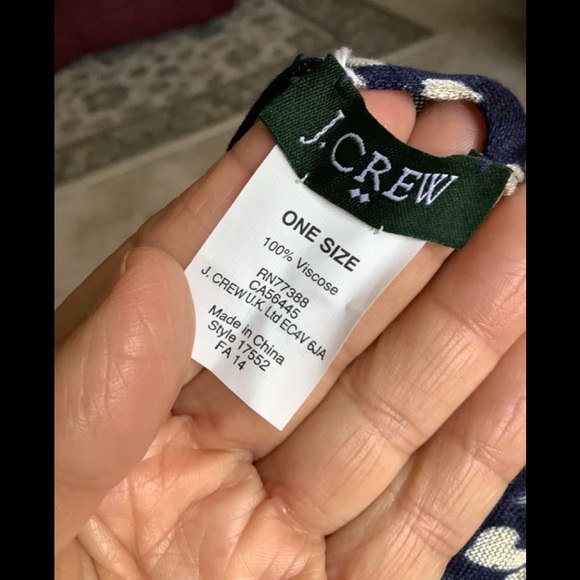 J.CREW
ONE SIZE
100% Viscose
RN77388
CA56445
J. CREW U.K. Ltd EC4V 6JA
Made in China
Style 17552
FA 14